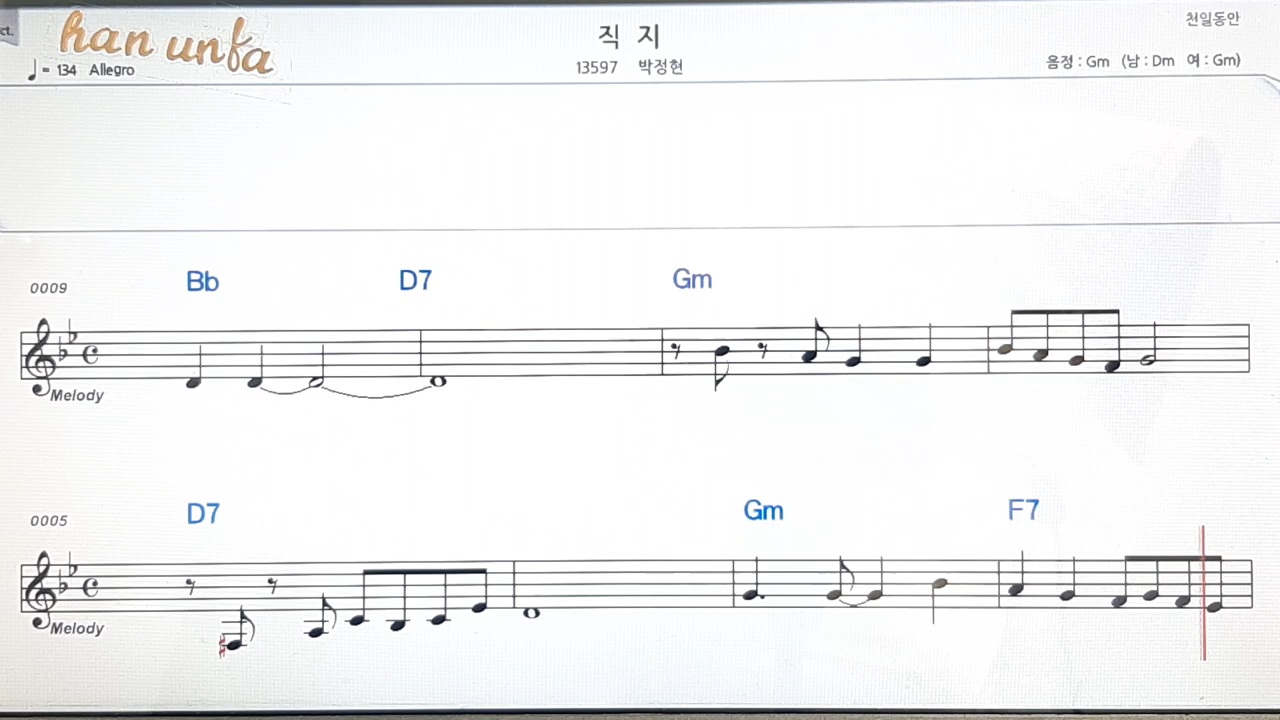 ct.
han unfa
직 지
천일동안
♩= 134 Allegro
13597 박정현
음정 : Gm (남 : Dm 여 : Gm)
0009
Bb D7 Gm
Melody
0005
D7 Gm F7
Melody